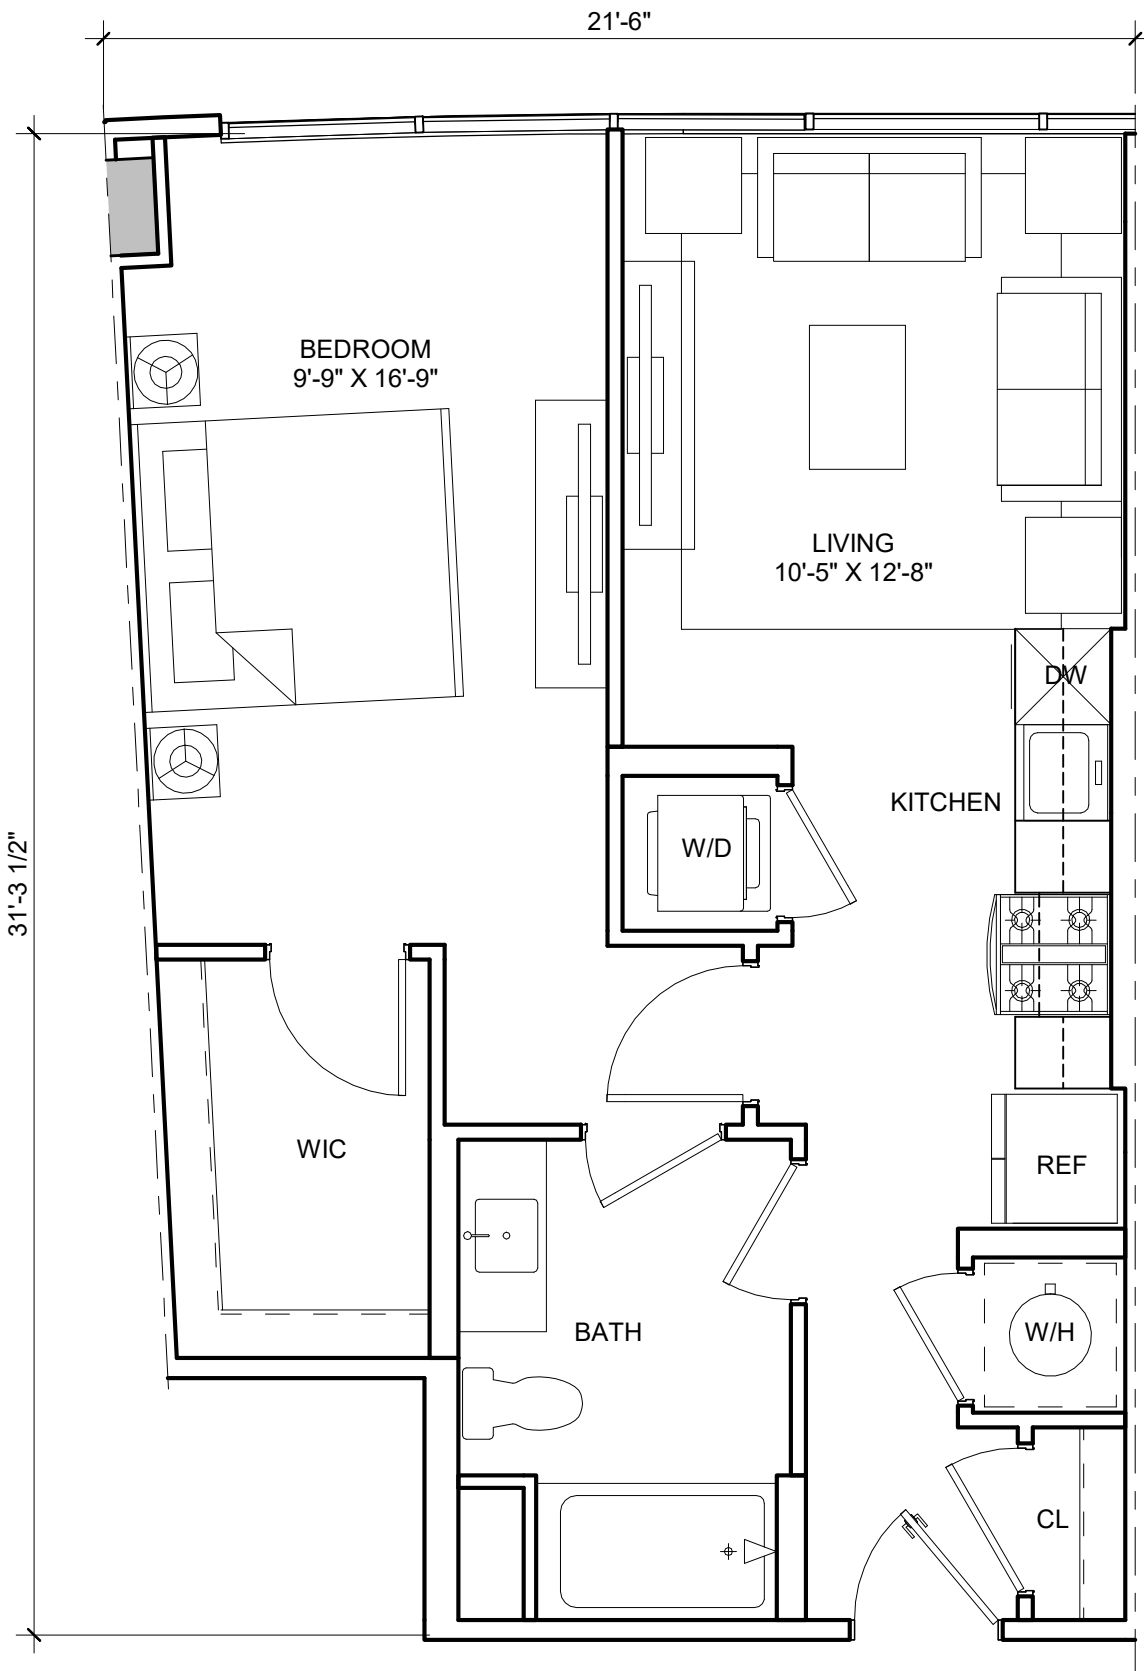 21'-6"
BEDROOM
9'-9" X 16'-9"
LIVING
10'-5" X 12'-8"
DW
KITCHEN
W/D
31'-3 1/2"
WIC
REF
BATH
W/H
CL